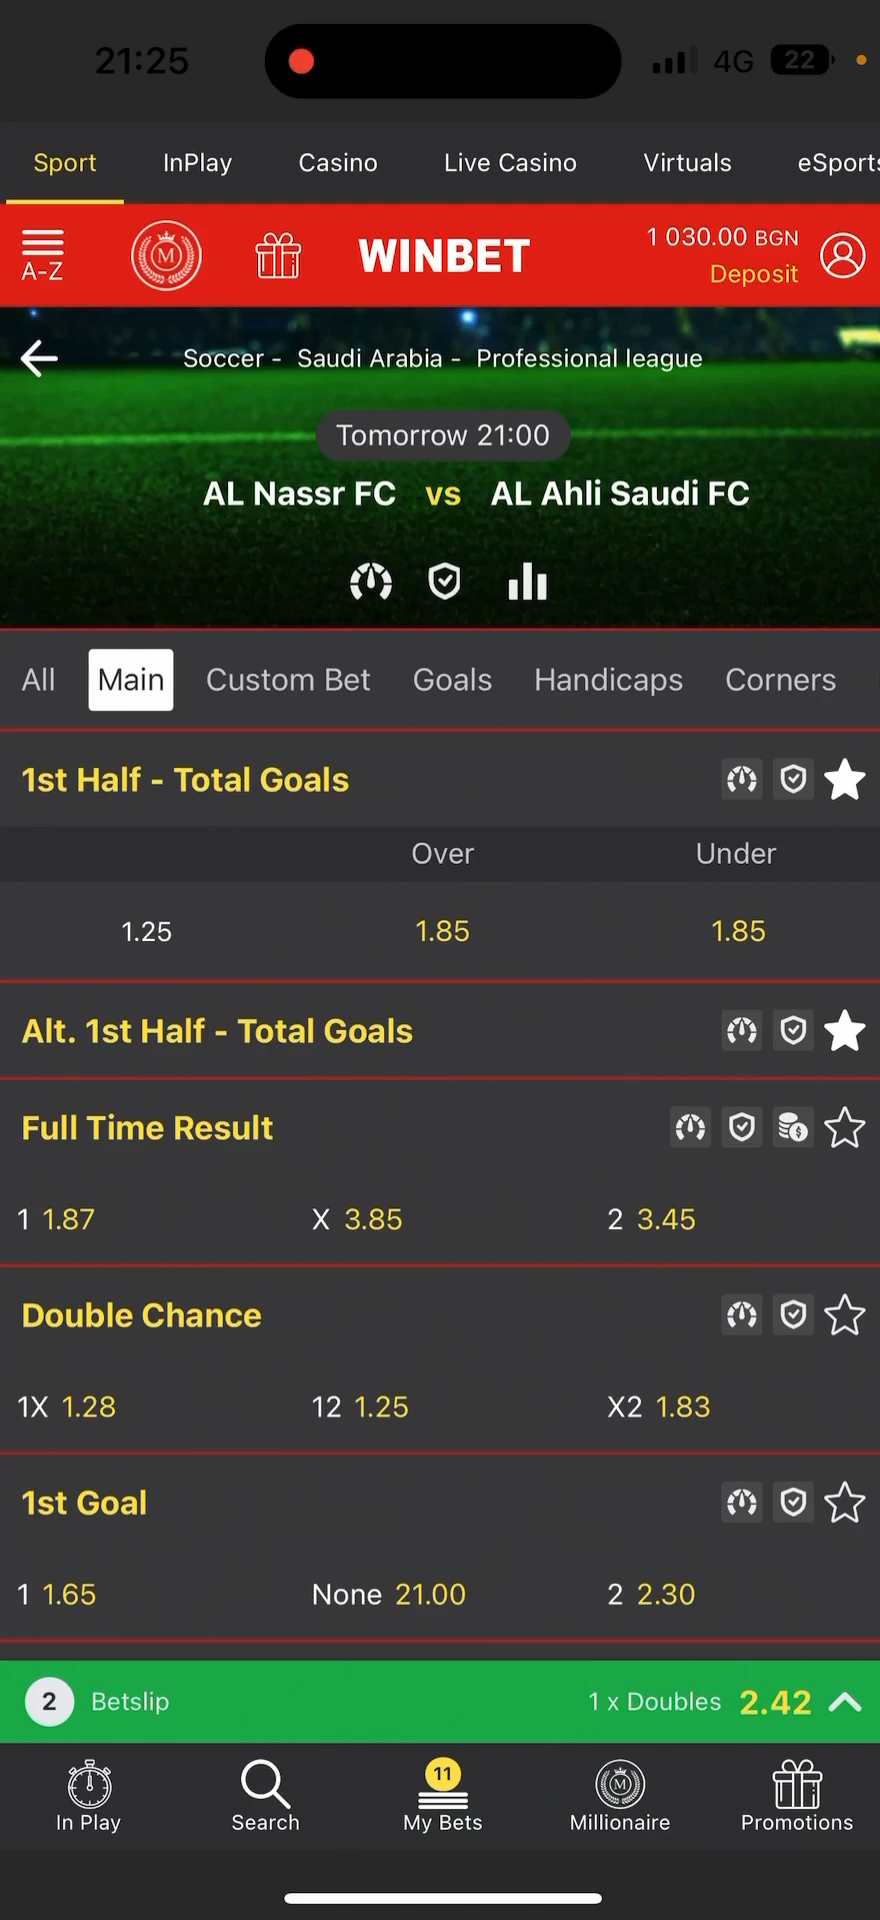 21:25 4G 22
Sport InPlay Casino Live Casino Virtuals eSports
A-Z M WINBET 1 030.00 BGN
Deposit
Soccer - Saudi Arabia - Professional league
Tomorrow 21:00
AL Nassr FC vs AL Ahli Saudi FC
All Main Custom Bet Goals Handicaps Corners
1st Half - Total Goals
Over Under
1.25 1.85 1.85
Alt. 1st Half - Total Goals
Full Time Result
1 1.87 X 3.85 2 3.45
Double Chance
1X 1.28 12 1.25 X2 1.83
1st Goal
1 1.65 None 21.00 2 2.30
2 Betslip 1 x Doubles 2.42
11
M
In Play Search My Bets Millionaire Promotions